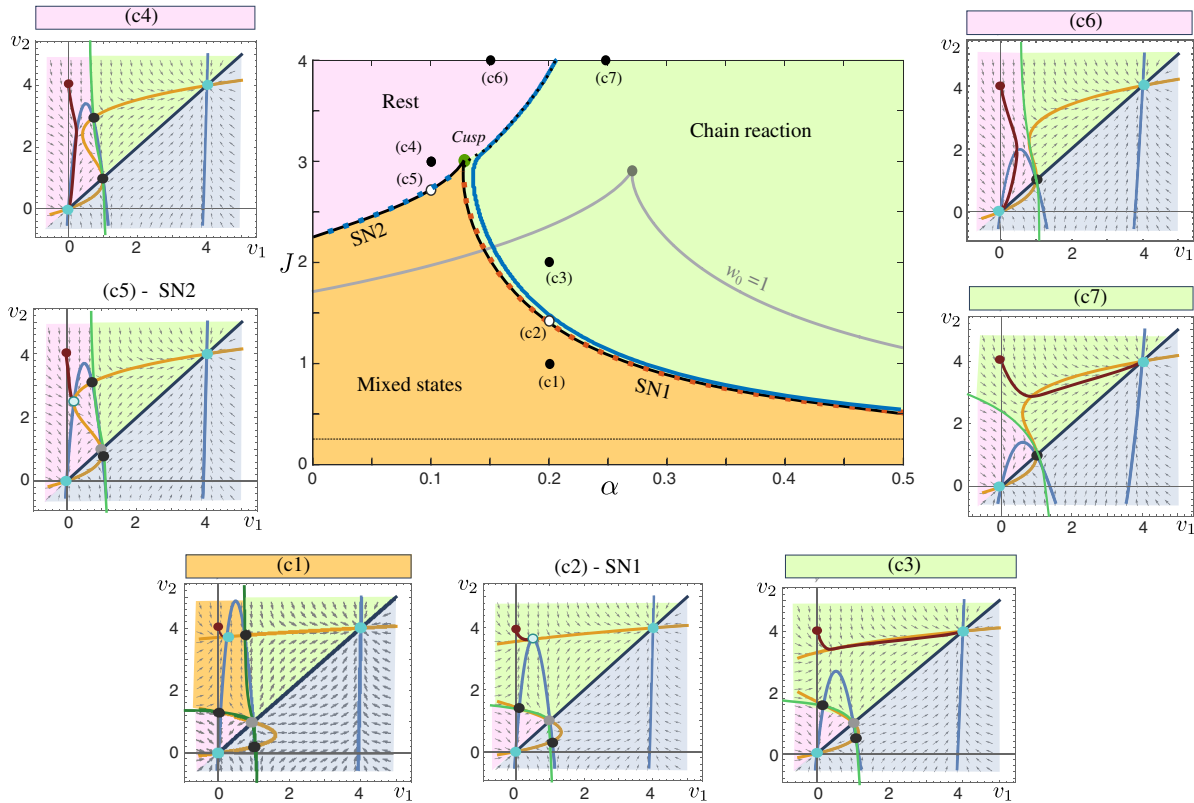 (c4)
v2
4
2
0
0
4
v1
(c5) - SN2
v2
4
2
0
0
2
4
v1
4
3
J
2
1
0
0
0.1
0.2
α
0.3
0.4
0.5
Rest
Cusp
(c6)
(c7)
Chain reaction
(c4)
(c5)
SN2
(c3)
w0=1
(c2)
(c1)
SN1
Mixed states
(c6)
v2
4
2
0
0
2
4
v1
(c7)
v2
4
2
0
0
2
4
v1
(c1)
v2
4
2
0
0
2
4
v1
(c2) - SN1
v2
4
2
0
0
2
4
v1
(c3)
v2
4
2
0
0
2
4
v1